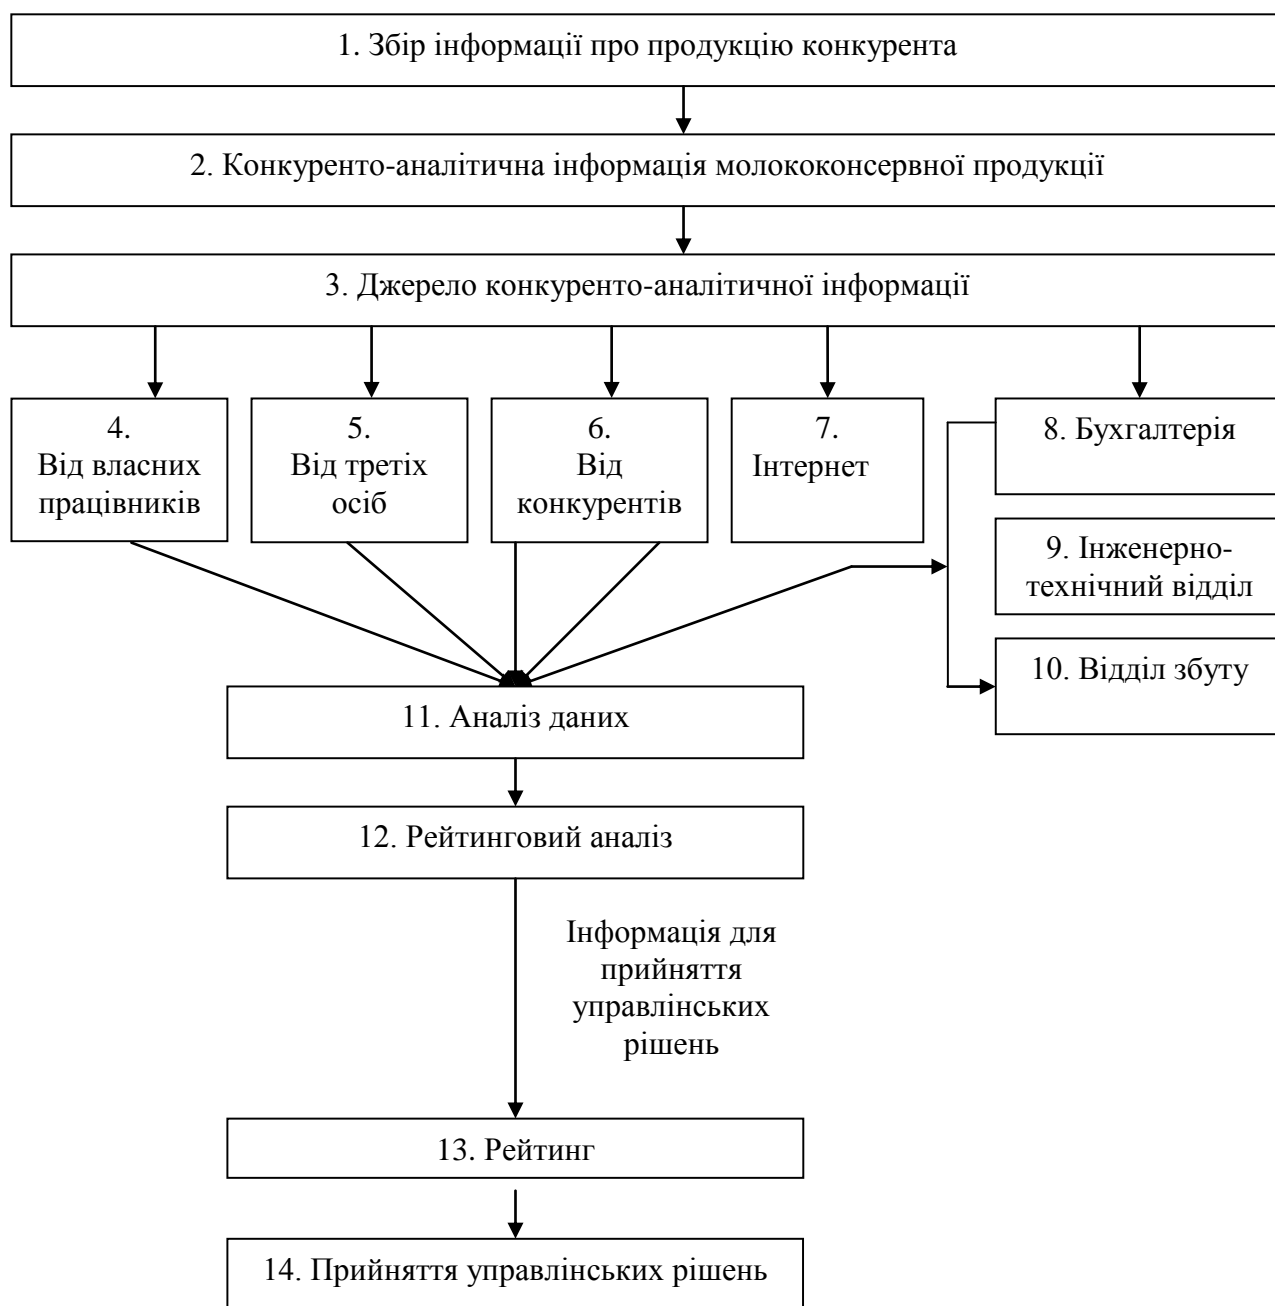 1. Збір інформації про продукцію конкурента
2. Конкуренто-аналітична інформація молококонсервної продукції
3. Джерело конкуренто-аналітичної інформації
4.
Від власних
працівників
5.
Від третіх
осіб
6.
Від
конкурентів
7.
Інтернет
8. Бухгалтерія
9. Інженерно-
технічний відділ
10. Відділ збуту
11. Аналіз даних
12. Рейтинговий аналіз
Інформація для
прийняття
управлінських
рішень
13. Рейтинг
14. Прийняття управлінських рішень